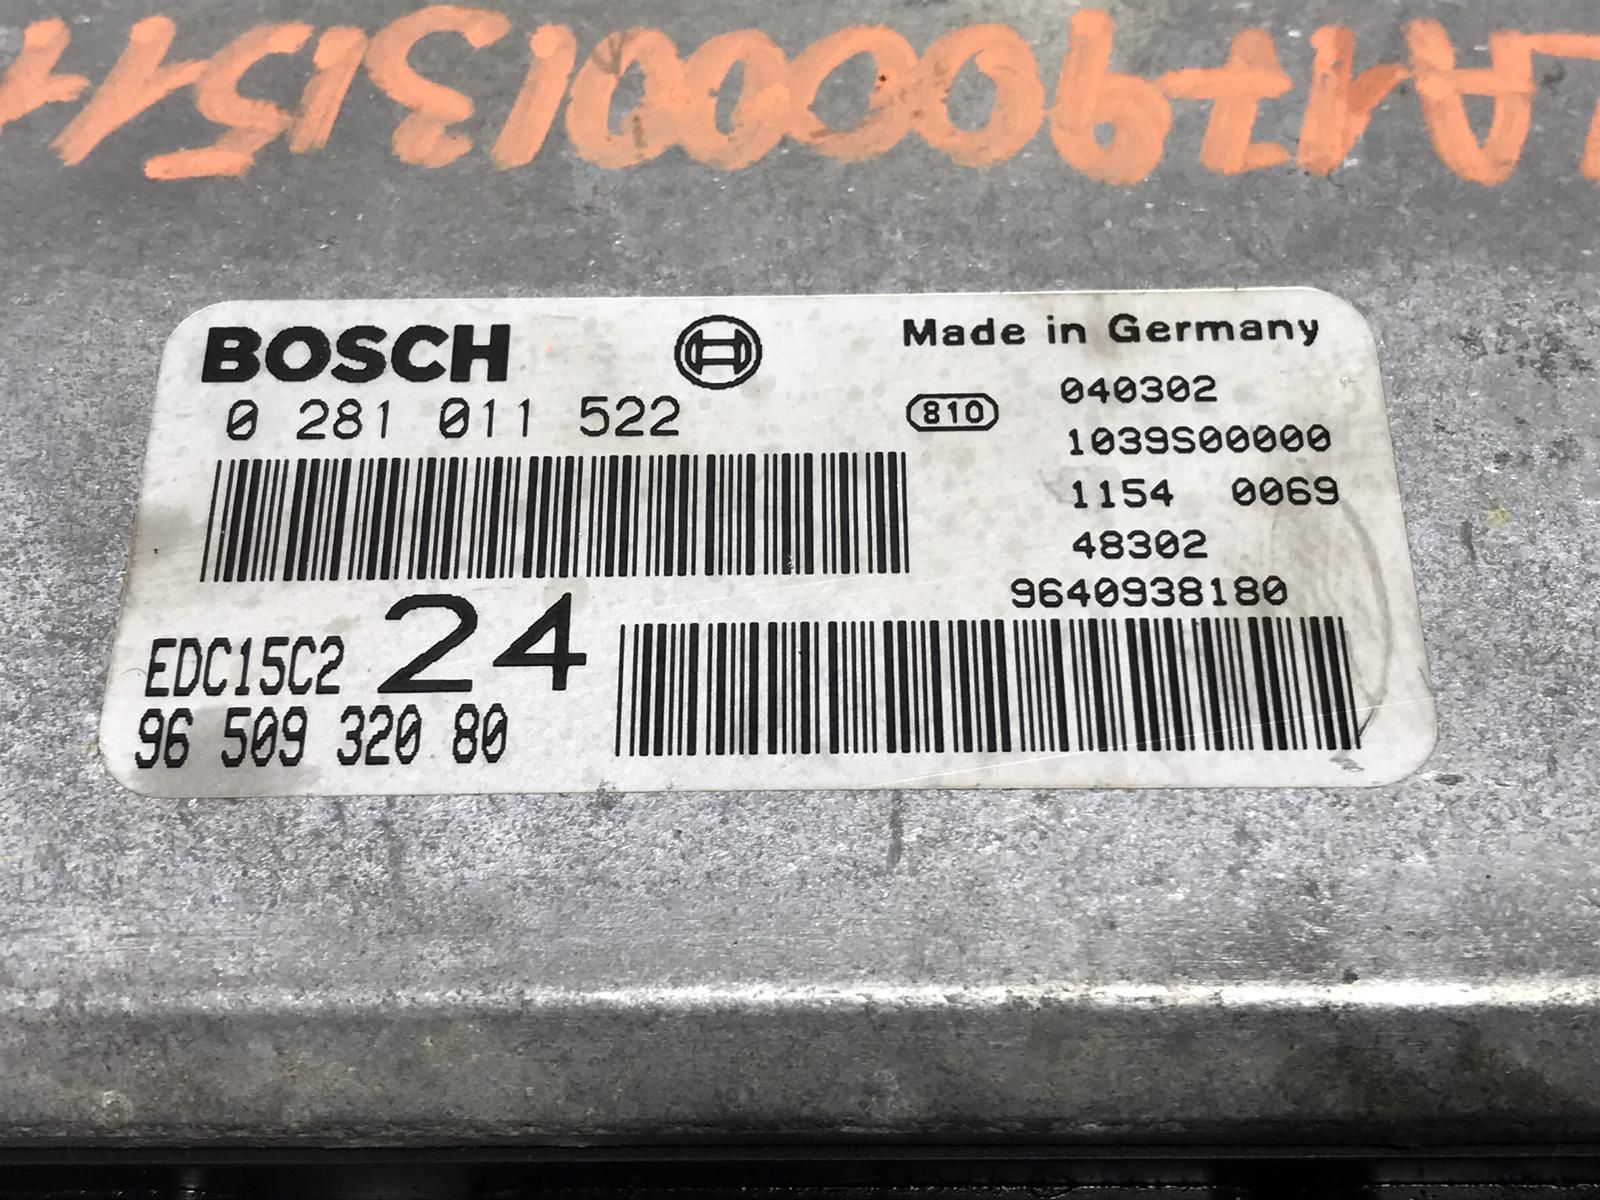 BOSCH
Made in Germany
0 281 011 522
810
040302
1039S00000
1154 0069
48302
9640938180
EDC15C2 24
96 509 320 80